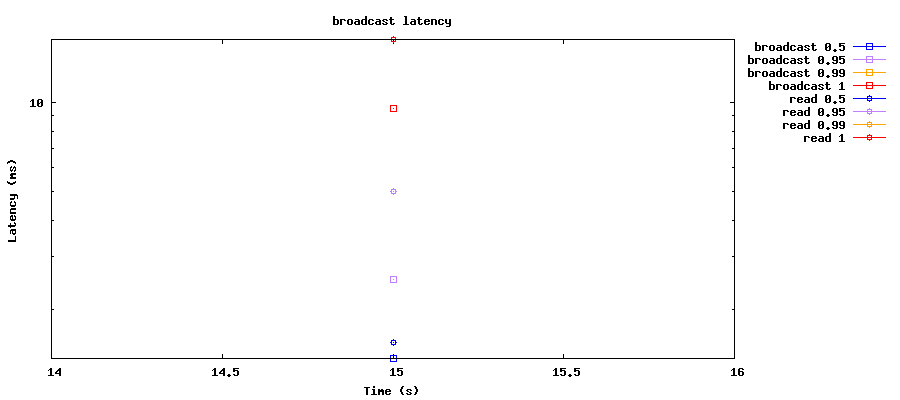 broadcast latency
broadcast 0.5
broadcast 0.95
broadcast 0.99
broadcast 1
read 0.5
read 0.95
read 0.99
read 1
10
Latency (ms)
14 14.5 15 15.5 16
Time (s)